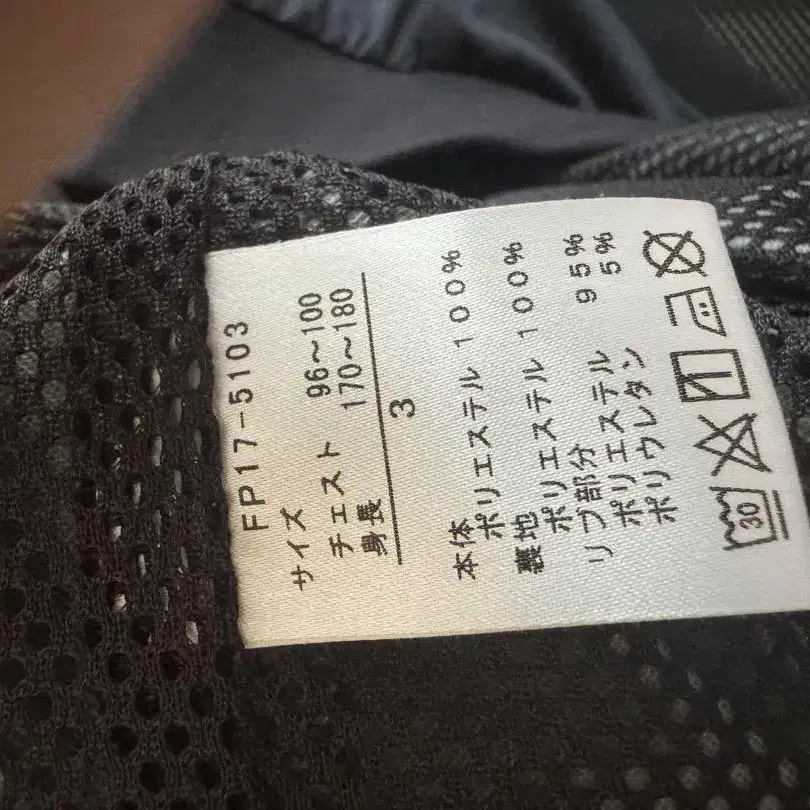 FP17-5103
サイズ
チェスト 96~100
身長 170~180
3
本体
ポリエステル 100%
裏地
ポリエステル 100%
リブ部分
ポリエステル 95%
ポリウレタン 5%
30